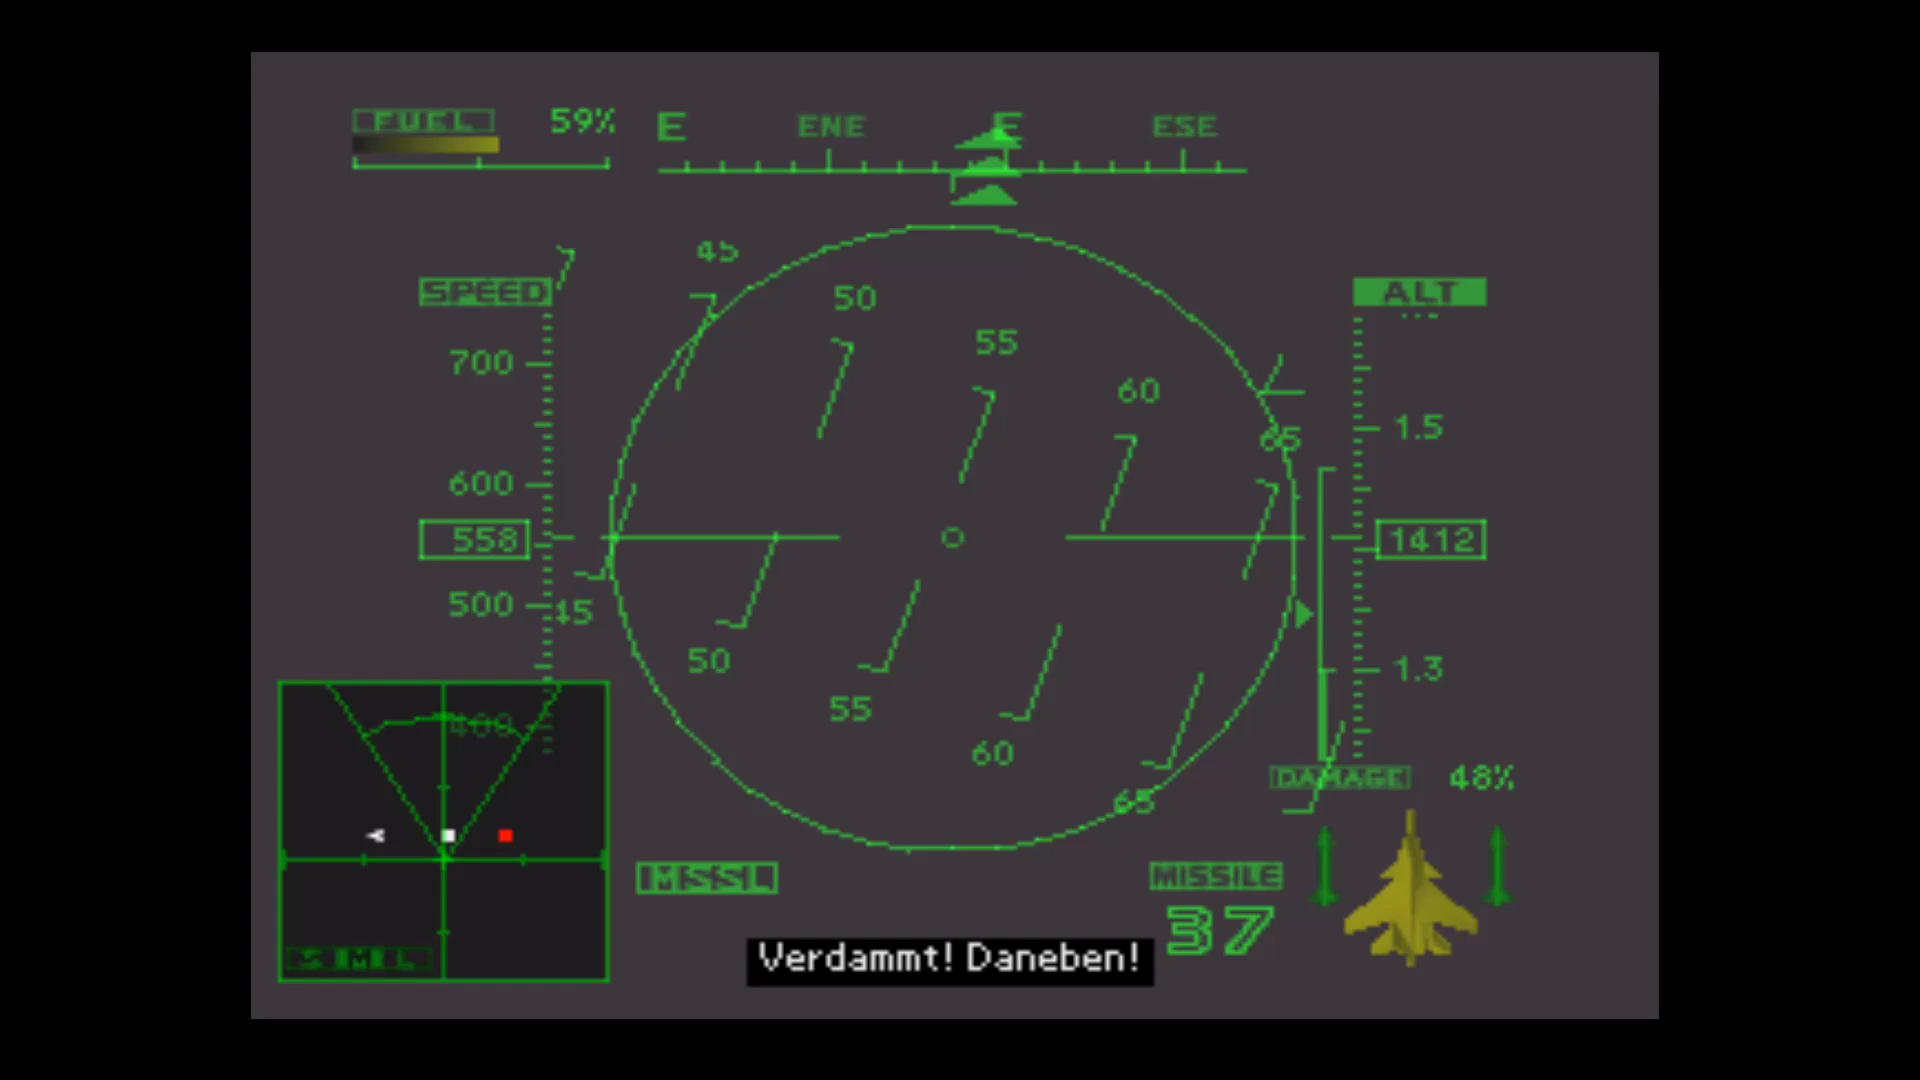 FUEL 59%
E ENE E ESE
45
50
55
60
65
SPEED
ALT
700
600
558
500
400
1.5
1412
1.3
45
50
55
60
65
DAMAGE 48%
MSSL
MISSILE
37
Verdammt! Daneben!